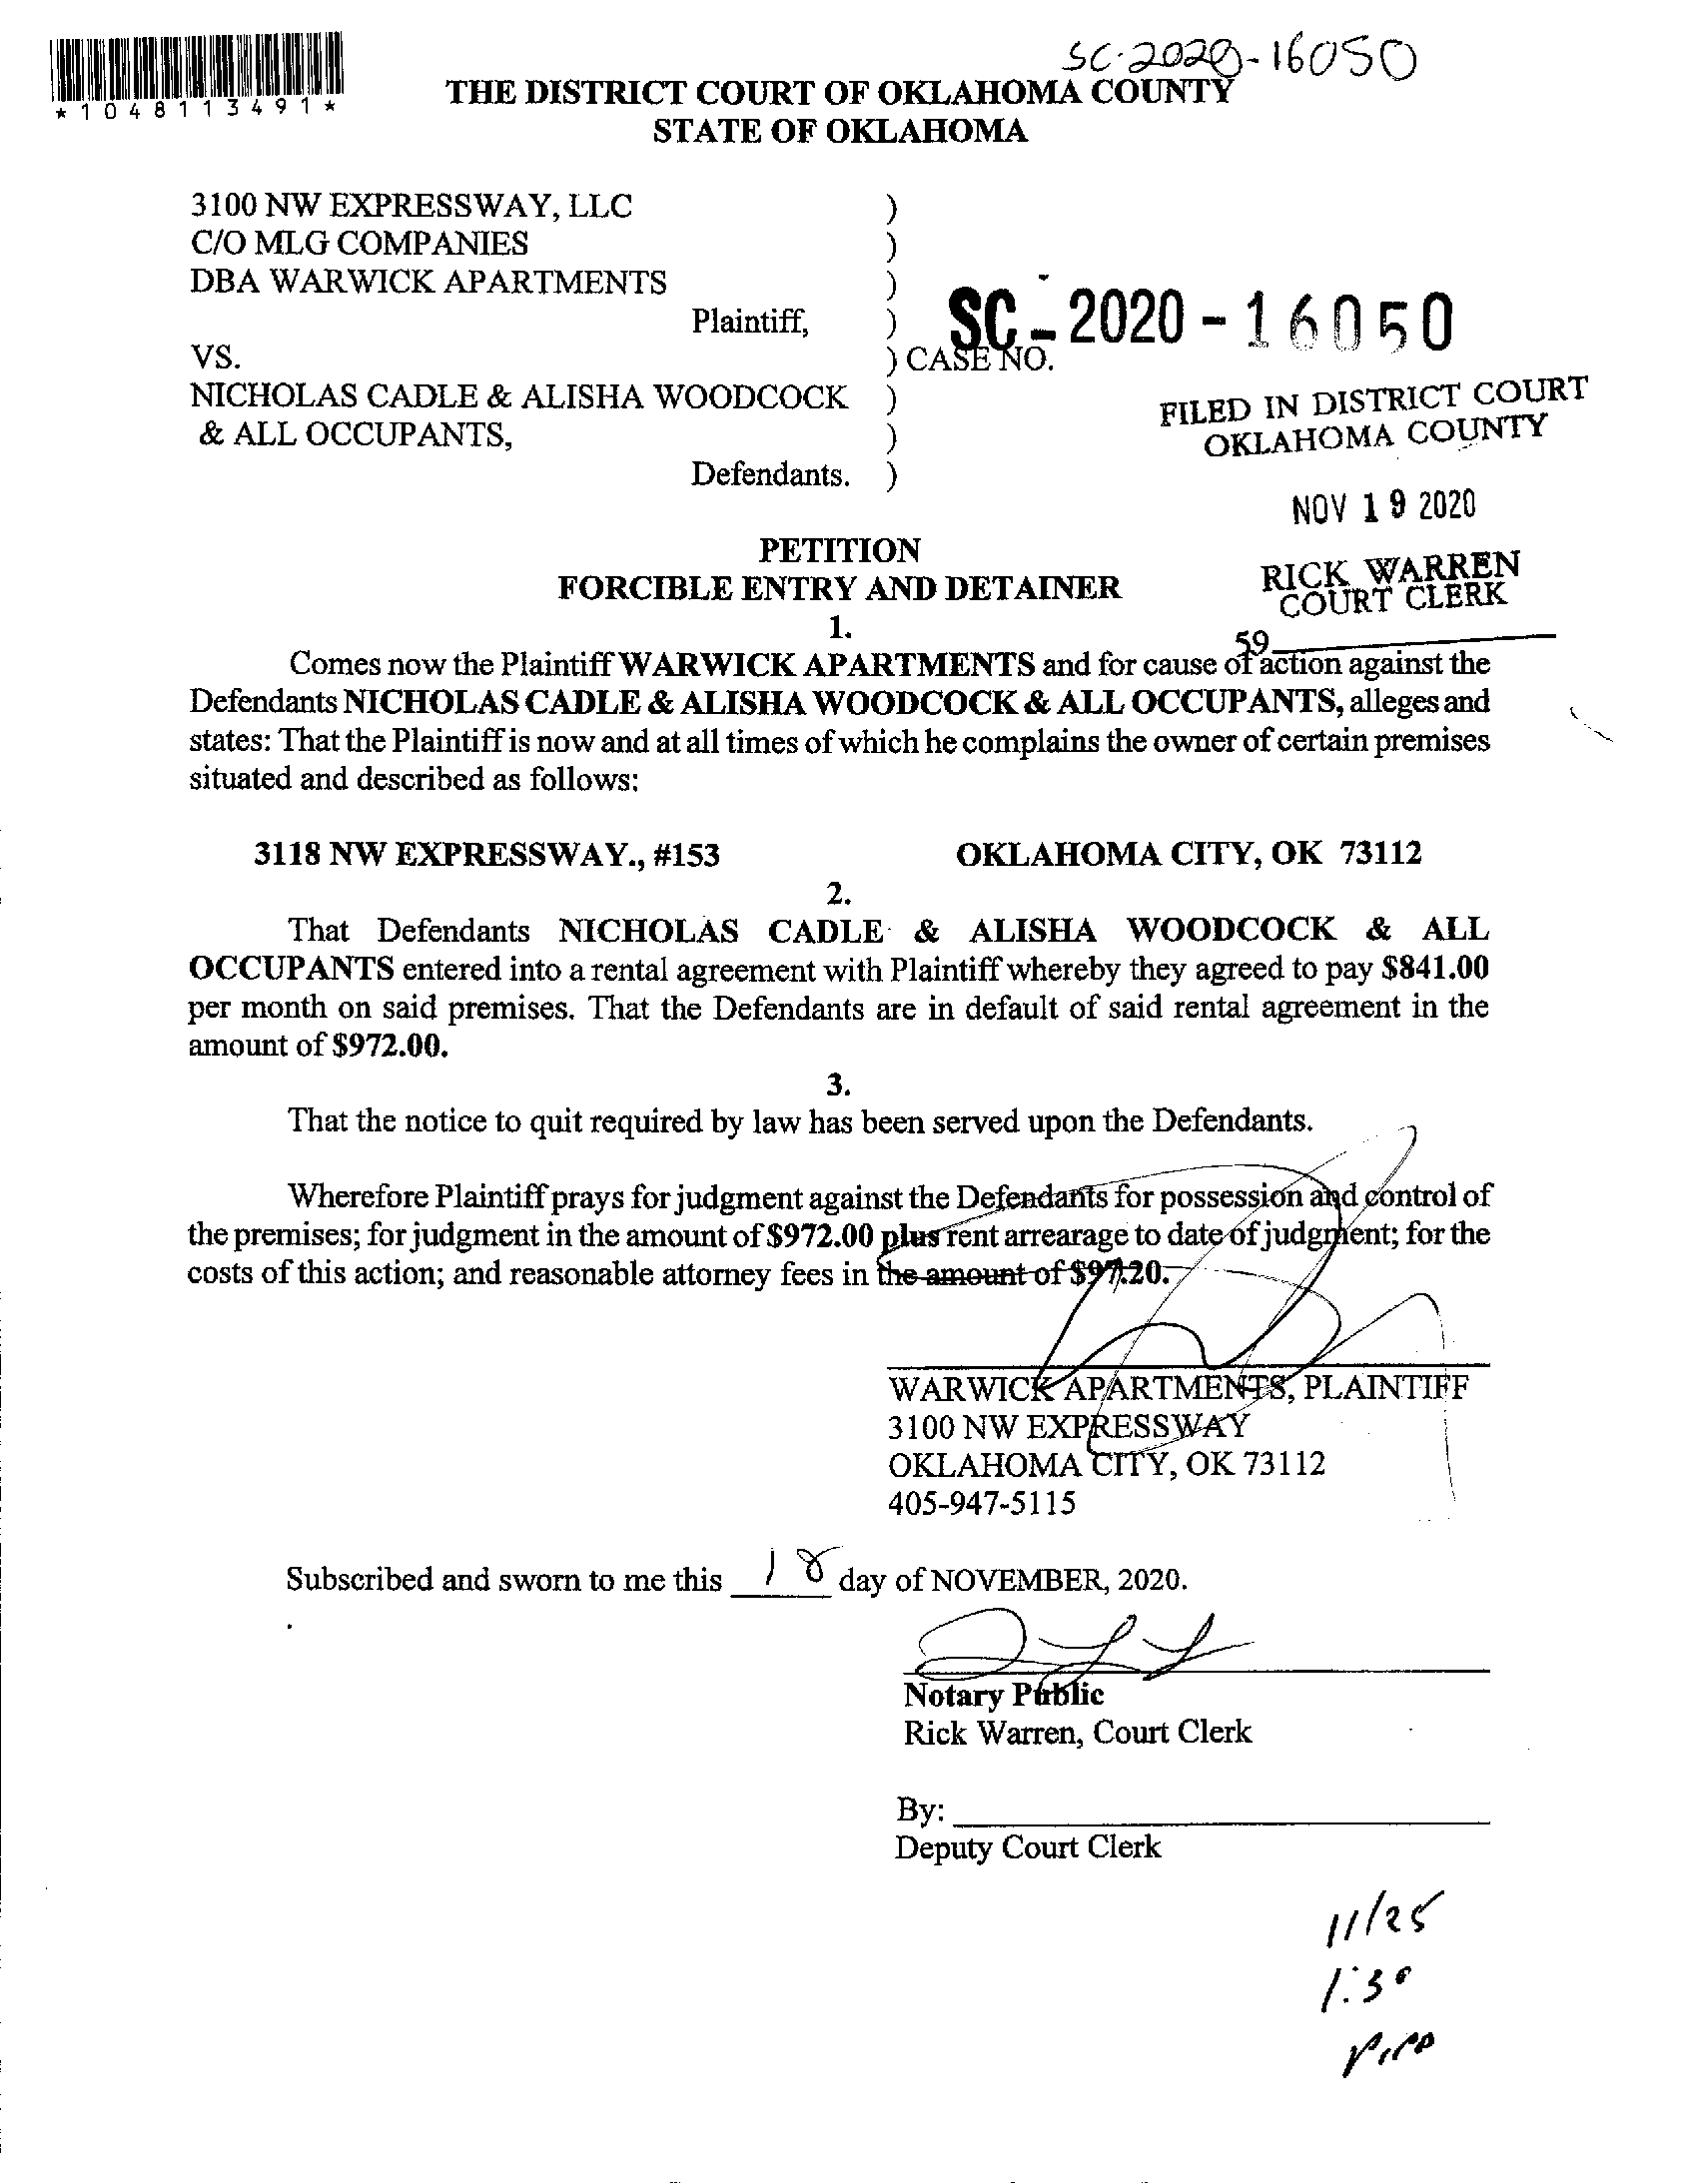 SC-2020-16050
*1048113491*
THE DISTRICT COURT OF OKLAHOMA COUNTY
STATE OF OKLAHOMA
3100 NW EXPRESSWAY, LLC )
C/O MLG COMPANIES )
DBA WARWICK APARTMENTS )
Plaintiff, ) SC-2020-16050
VS. ) CASE NO.
NICHOLAS CADLE & ALISHA WOODCOCK )
& ALL OCCUPANTS, )
Defendants. )
FILED IN DISTRICT COURT
OKLAHOMA COUNTY
NOV 19 2020
RICK WARREN
COURT CLERK
59
PETITION
FORCIBLE ENTRY AND DETAINER
1.
Comes now the Plaintiff WARWICK APARTMENTS and for cause of action against the
Defendants NICHOLAS CADLE & ALISHA WOODCOCK & ALL OCCUPANTS, alleges and
states: That the Plaintiff is now and at all times of which he complains the owner of certain premises
situated and described as follows:
3118 NW EXPRESSWAY., #153 OKLAHOMA CITY, OK 73112
2.
That Defendants NICHOLAS CADLE & ALISHA WOODCOCK & ALL
OCCUPANTS entered into a rental agreement with Plaintiff whereby they agreed to pay $841.00
per month on said premises. That the Defendants are in default of said rental agreement in the
amount of $972.00.
3.
That the notice to quit required by law has been served upon the Defendants.
Wherefore Plaintiff prays for judgment against the Defendants for possession and control of
the premises; for judgment in the amount of $972.00 plus rent arrearage to date of judgment; for the
costs of this action; and reasonable attorney fees in the amount of $97.20.
WARWICK APARTMENTS, PLAINTIFF
3100 NW EXPRESSWAY
OKLAHOMA CITY, OK 73112
405-947-5115
Subscribed and sworn to me this 18 day of NOVEMBER, 2020.
Notary Public
Rick Warren, Court Clerk
By:
Deputy Court Clerk
11/25
1:30